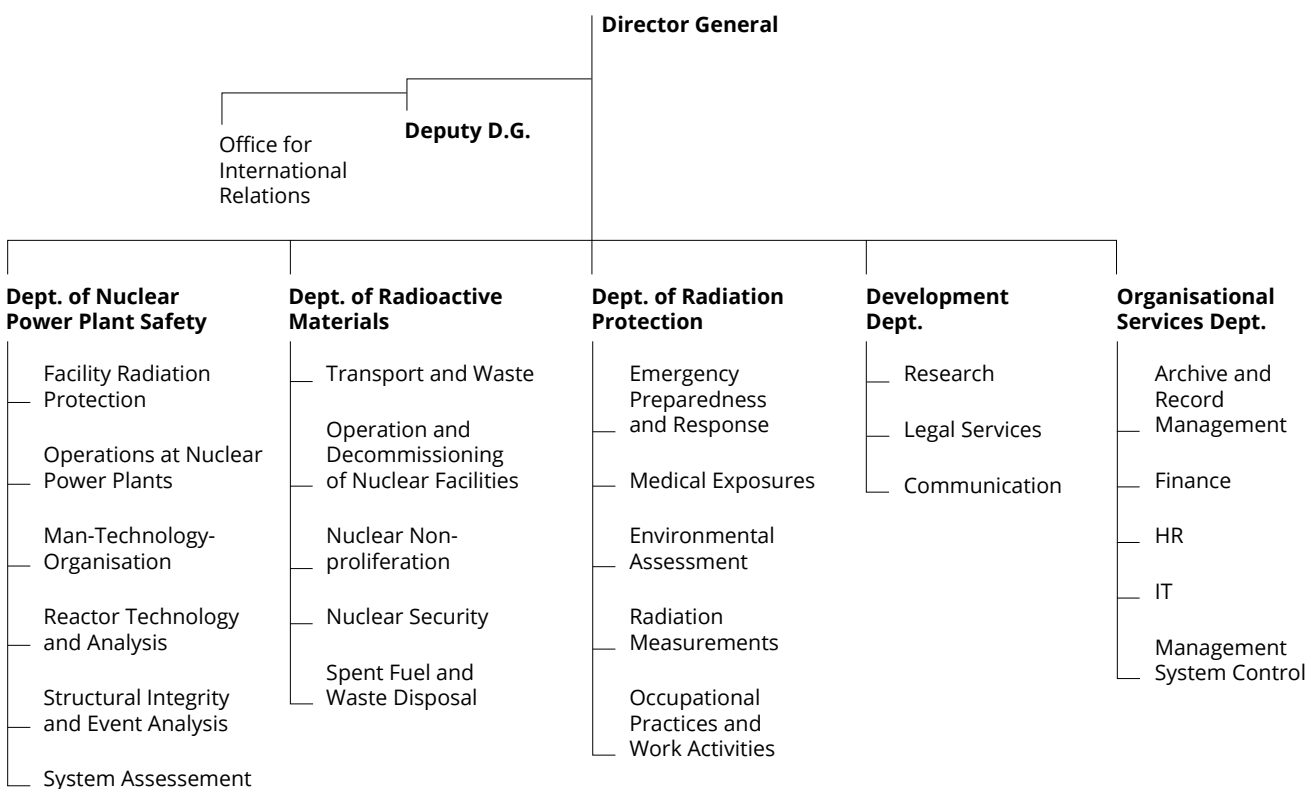 Director General
Deputy D.G.
Office for
International
Relations
Dept. of Nuclear
Power Plant Safety
Facility Radiation
Protection
Operations at Nuclear
Power Plants
Man-Technology-
Organisation
Reactor Technology
and Analysis
Structural Integrity
and Event Analysis
System Assessement
Dept. of Radioactive
Materials
Transport and Waste
Operation and
Decommissioning
of Nuclear Facilities
Nuclear Non-
proliferation
Nuclear Security
Spent Fuel and
Waste Disposal
Dept. of Radiation
Protection
Emergency
Preparedness
and Response
Medical Exposures
Environmental
Assessment
Radiation
Measurements
Occupational
Practices and
Work Activities
Development
Dept.
Research
Legal Services
Communication
Organisational
Services Dept.
Archive and
Record
Management
Finance
HR
IT
Management
System Control